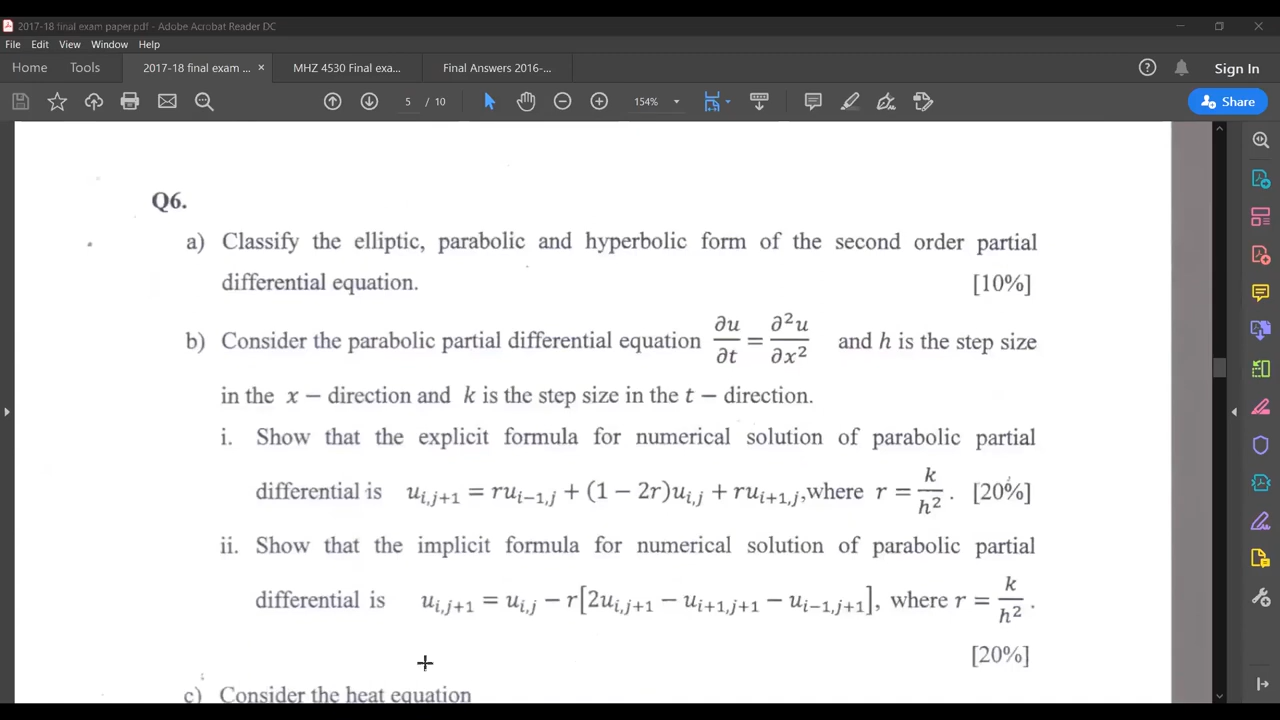 2017-18 final exam paper.pdf - Adobe Acrobat Reader DC
File Edit View Window Help
Home Tools 2017-18 final exam ... × MHZ 4530 Final exa... Final Answers 2016-... Sign In
5 / 10 154% Share
Q6.
a) Classify the elliptic, parabolic and hyperbolic form of the second order partial
differential equation. [10%]
b) Consider the parabolic partial differential equation ∂u/∂t = ∂²u/∂x² and h is the step size
in the x − direction and k is the step size in the t − direction.
i. Show that the explicit formula for numerical solution of parabolic partial
differential is u_{i,j+1} = ru_{i−1,j} + (1 − 2r)u_{i,j} + ru_{i+1,j},where r = k/h². [20%]
ii. Show that the implicit formula for numerical solution of parabolic partial
differential is u_{i,j+1} = u_{i,j} − r[2u_{i,j+1} − u_{i+1,j+1} − u_{i−1,j+1}], where r = k/h².
[20%]
c) Consider the heat equation